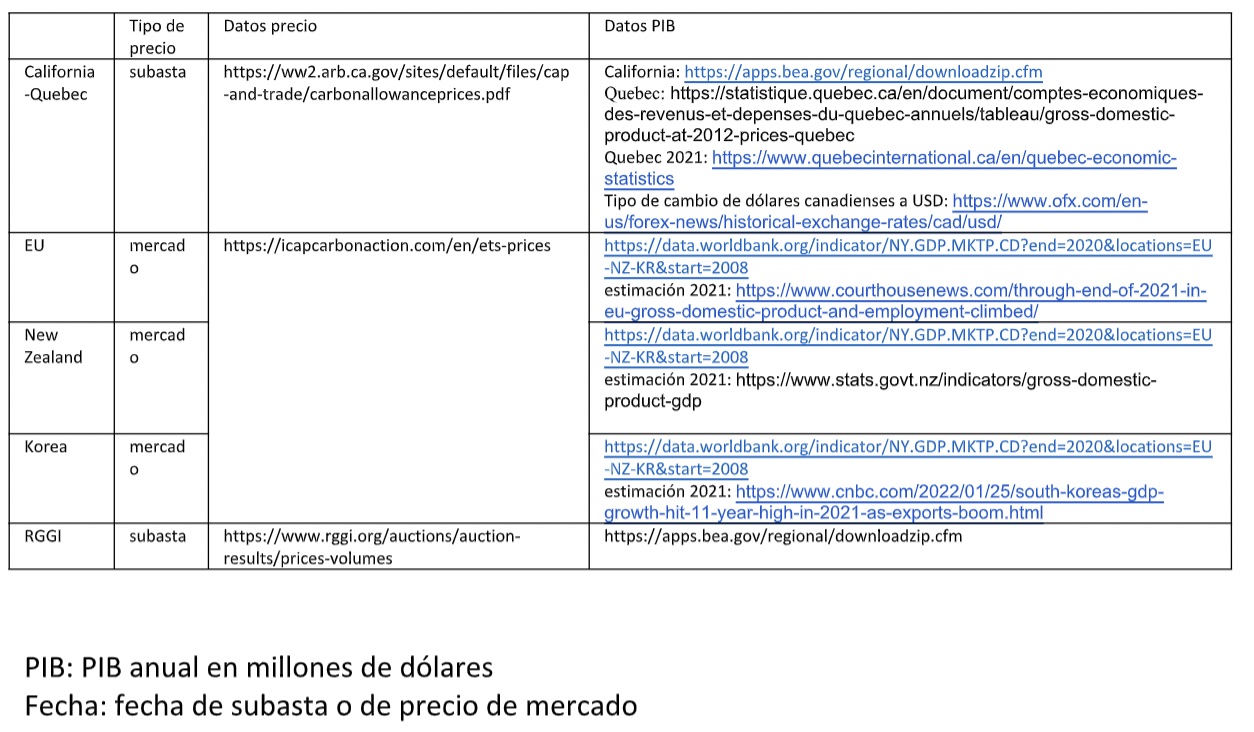 Tipo de
precio
Datos precio
Datos PIB
California
-Quebec
subasta
https://ww2.arb.ca.gov/sites/default/files/cap
-and-trade/carbonallowanceprices.pdf
California: https://apps.bea.gov/regional/downloadzip.cfm
Quebec: https://statistique.quebec.ca/en/document/comptes-economiques-
des-revenus-et-depenses-du-quebec-annuels/tableau/gross-domestic-
product-at-2012-prices-quebec
Quebec 2021: https://www.quebecinternational.ca/en/quebec-economic-
statistics
Tipo de cambio de dólares canadienses a USD: https://www.ofx.com/en-
us/forex-news/historical-exchange-rates/cad/usd/
EU
mercad
o
https://icapcarbonaction.com/en/ets-prices
https://data.worldbank.org/indicator/NY.GDP.MKTP.CD?end=2020&locations=EU
-NZ-KR&start=2008
estimación 2021: https://www.courthousenews.com/through-end-of-2021-in-
eu-gross-domestic-product-and-employment-climbed/
New
Zealand
mercad
o
https://data.worldbank.org/indicator/NY.GDP.MKTP.CD?end=2020&locations=EU
-NZ-KR&start=2008
estimación 2021: https://www.stats.govt.nz/indicators/gross-domestic-
product-gdp
Korea
mercad
o
https://data.worldbank.org/indicator/NY.GDP.MKTP.CD?end=2020&locations=EU
-NZ-KR&start=2008
estimación 2021: https://www.cnbc.com/2022/01/25/south-koreas-gdp-
growth-hit-11-year-high-in-2021-as-exports-boom.html
RGGI
subasta
https://www.rggi.org/auctions/auction-
results/prices-volumes
https://apps.bea.gov/regional/downloadzip.cfm
PIB: PIB anual en millones de dólares
Fecha: fecha de subasta o de precio de mercado